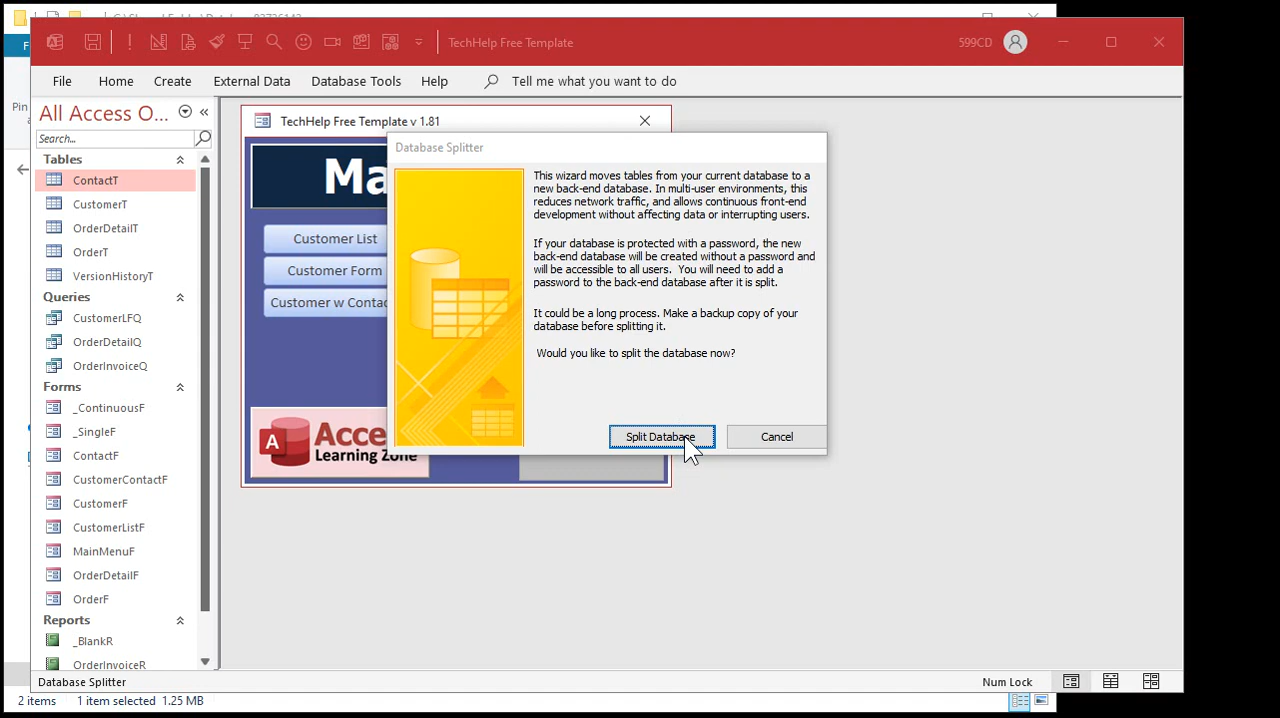 TechHelp Free Template
599CD
File
Home
Create
External Data
Database Tools
Help
Tell me what you want to do
Pin
All Access O...
Search...
Tables
ContactT
CustomerT
OrderDetailT
OrderT
VersionHistoryT
Queries
CustomerLFQ
OrderDetailQ
OrderInvoiceQ
Forms
_ContinuousF
_SingleF
ContactF
CustomerContactF
CustomerF
CustomerListF
MainMenuF
OrderDetailF
OrderF
Reports
_BlankR
OrderInvoiceR
TechHelp Free Template v 1.81
Ma
Customer List
Customer Form
Customer w Contac
A Acce
Learning Zone
Database Splitter
This wizard moves tables from your current database to a
new back-end database. In multi-user environments, this
reduces network traffic, and allows continuous front-end
development without affecting data or interrupting users.
If your database is protected with a password, the new
back-end database will be created without a password and
will be accessible to all users. You will need to add a
password to the back-end database after it is split.
It could be a long process. Make a backup copy of your
database before splitting it.
Would you like to split the database now?
Split Database
Cancel
Database Splitter
Num Lock
2 items
1 item selected 1.25 MB